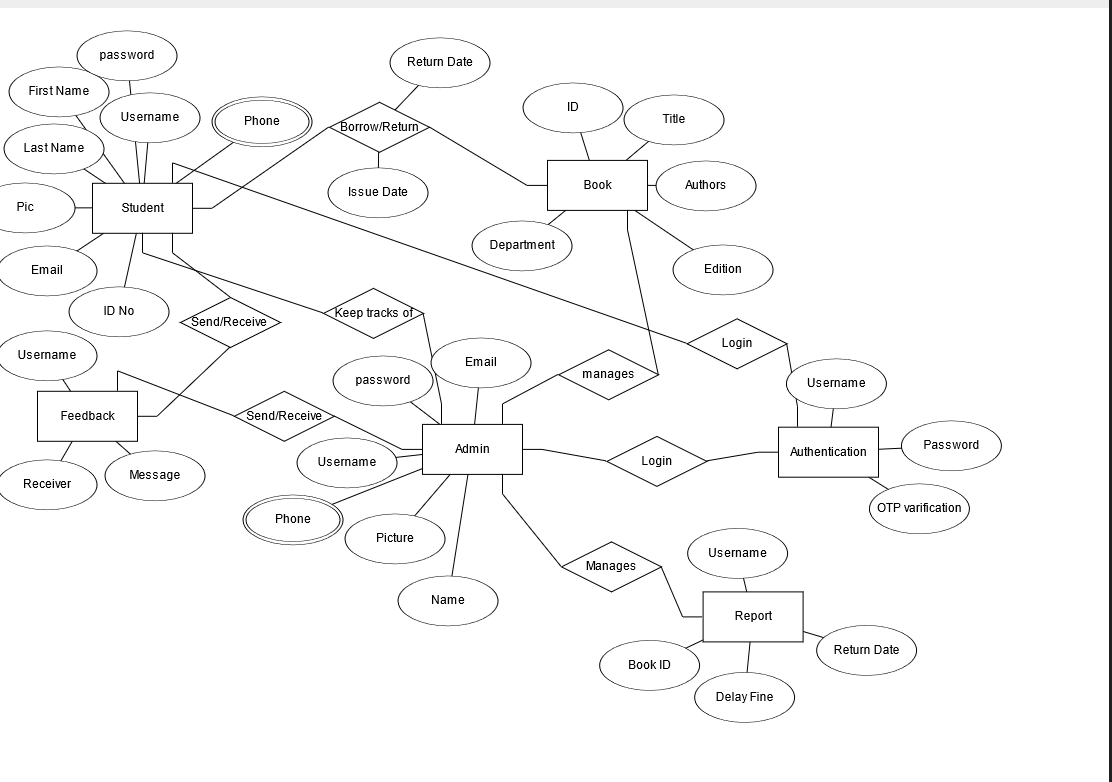 password
Return Date
First Name
Username
Phone
Borrow/Return
ID
Title
Last Name
Pic
Student
Issue Date
Book
Authors
Department
Edition
Email
ID No
Send/Receive
Keep tracks of
Login
Username
password
Email
manages
Username
Feedback
Send/Receive
Admin
Login
Authentication
Password
Username
Receiver
Message
OTP varification
Phone
Picture
Username
Manages
Name
Report
Return Date
Book ID
Delay Fine